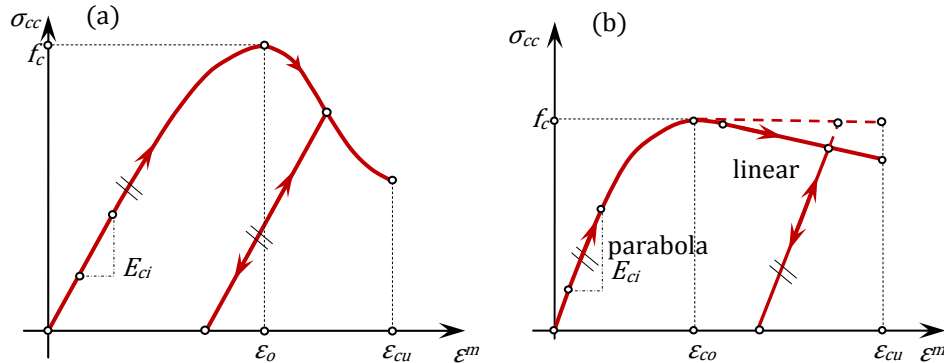 σcc
(a)
fc
Eci
εo
εcu
εm
σcc
(b)
fc
linear
parabola
Eci
εco
εcu
εm